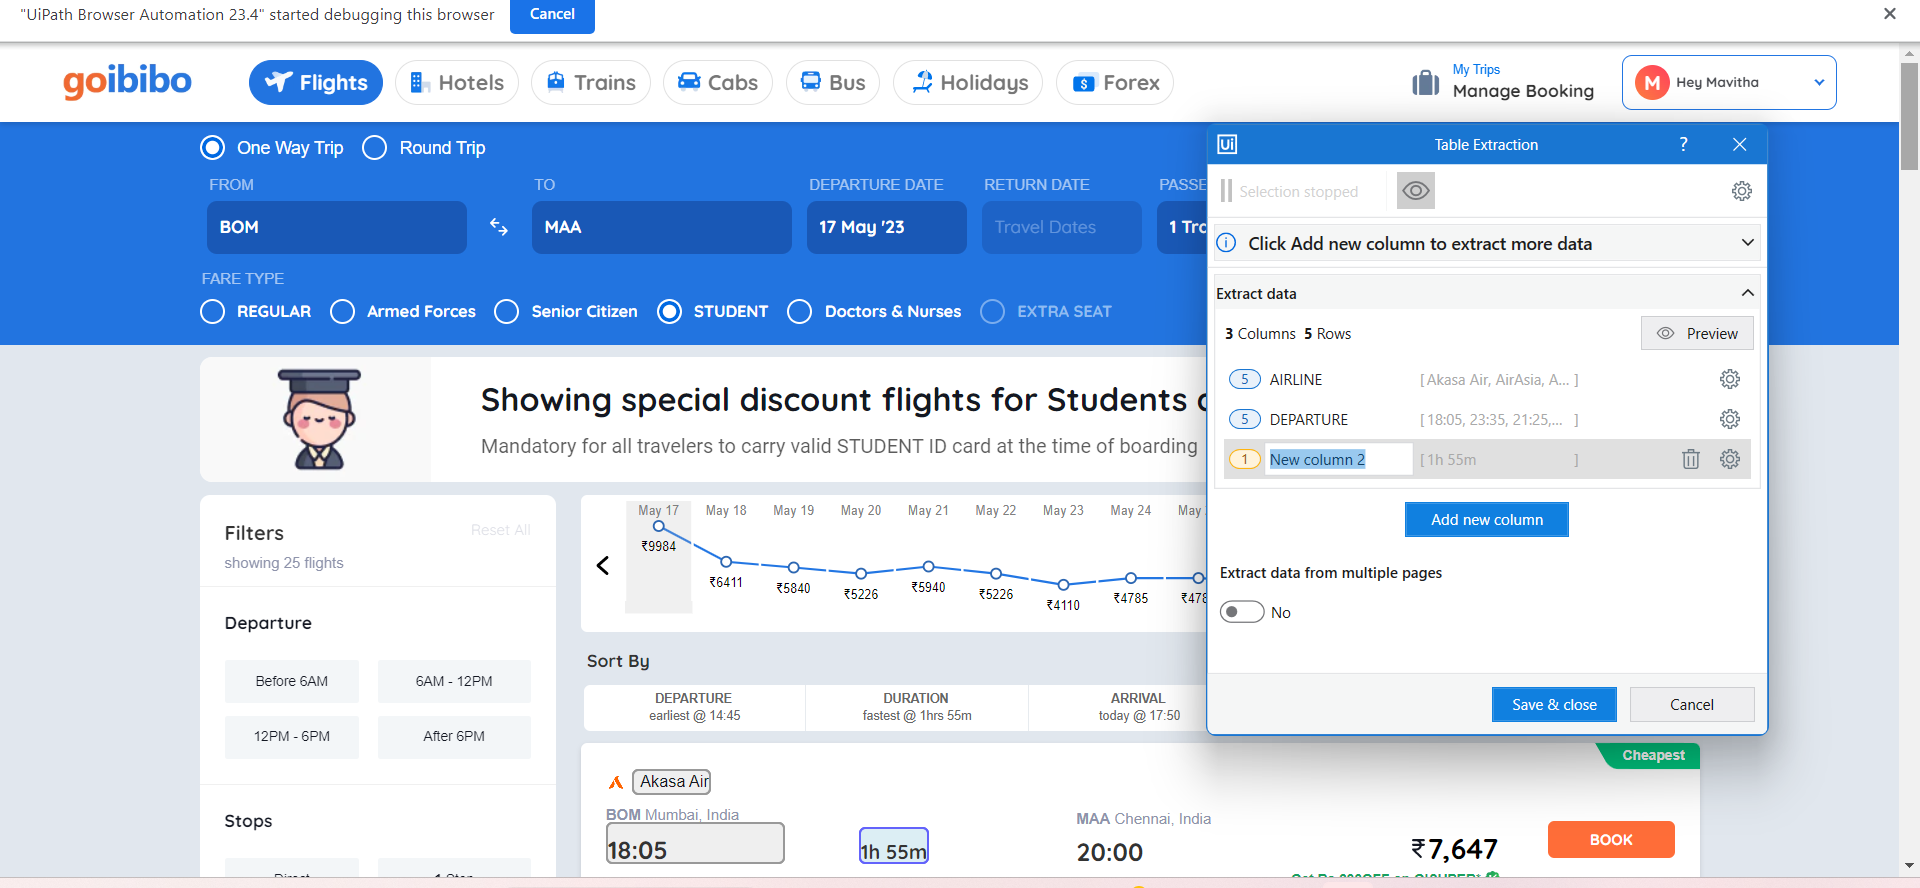 "UiPath Browser Automation 23.4" started debugging this browser
Cancel
goibibo
Flights
Hotels
Trains
Cabs
Bus
Holidays
$ Forex
My Trips
Manage Booking
M Hey Mavitha
One Way Trip
Round Trip
FROM
TO
DEPARTURE DATE
RETURN DATE
PASSE
BOM
MAA
17 May '23
Travel Dates
1 Tra
FARE TYPE
REGULAR
Armed Forces
Senior Citizen
STUDENT
Doctors & Nurses
EXTRA SEAT
Showing special discount flights for Students o
Mandatory for all travelers to carry valid STUDENT ID card at the time of boarding
Filters
Reset All
showing 25 flights
Departure
Before 6AM
6AM - 12PM
12PM - 6PM
After 6PM
Stops
May 17
May 18
May 19
May 20
May 21
May 22
May 23
May 24
May
₹9984
₹6411
₹5840
₹5226
₹5940
₹5226
₹4110
₹4785
₹478
Sort By
DEPARTURE
earliest @ 14:45
DURATION
fastest @ 1hrs 55m
ARRIVAL
today @ 17:50
Cheapest
Akasa Air
BOM Mumbai, India
18:05
1h 55m
MAA Chennai, India
20:00
₹7,647
BOOK
Ui
Table Extraction
?
Selection stopped
i Click Add new column to extract more data
Extract data
3 Columns 5 Rows
Preview
5 AIRLINE [ Akasa Air, AirAsia, A... ]
5 DEPARTURE [ 18:05, 23:35, 21:25,... ]
1 New column 2 [ 1h 55m ]
Add new column
Extract data from multiple pages
No
Save & close
Cancel